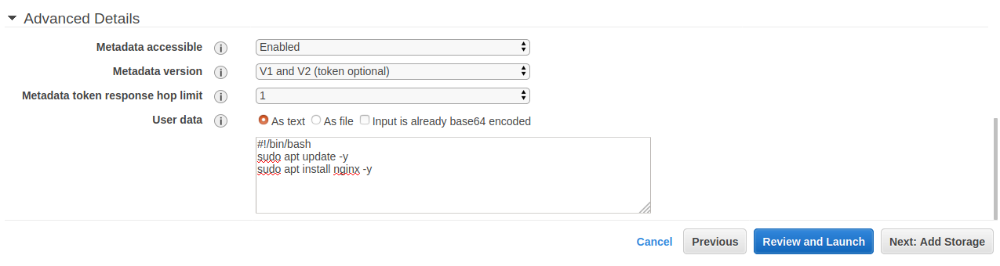 Advanced Details
Metadata accessible i Enabled
Metadata version i V1 and V2 (token optional)
Metadata token response hop limit i 1
User data i As text As file Input is already base64 encoded
#!/bin/bash
sudo apt update -y
sudo apt install nginx -y
Cancel Previous Review and Launch Next: Add Storage